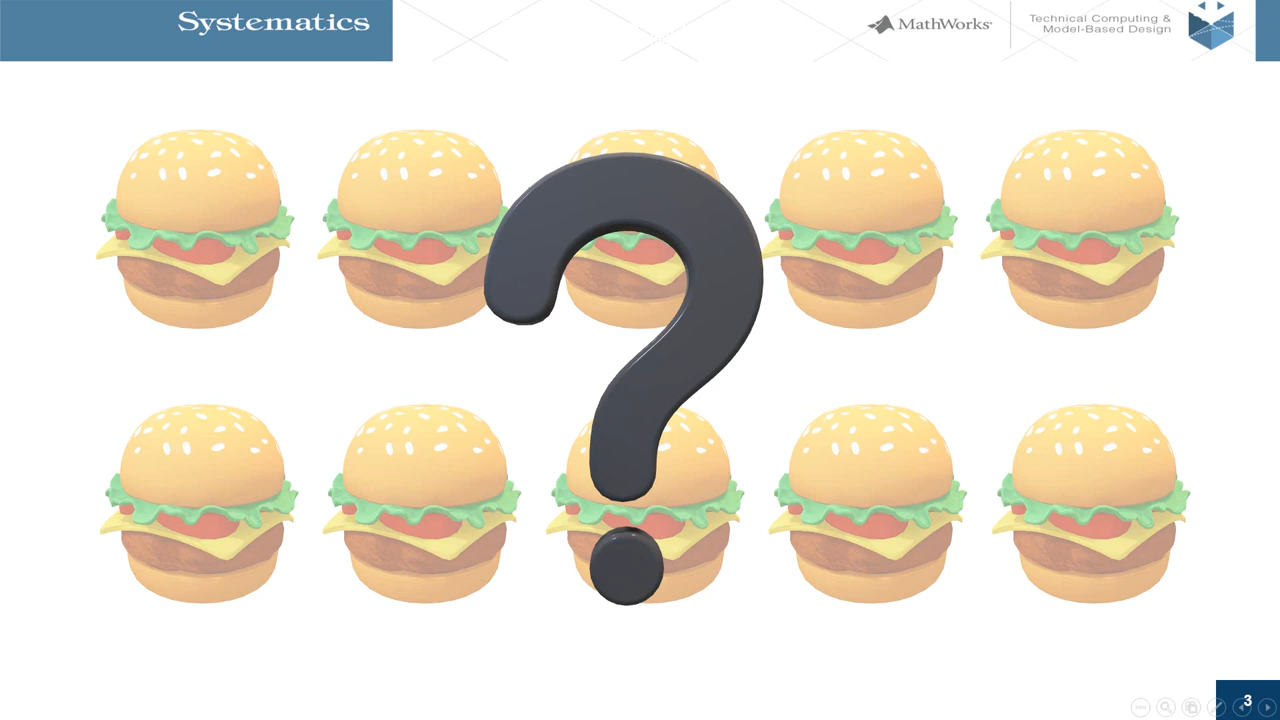 Systematics
MathWorks
Technical Computing &
Model-Based Design
?
3